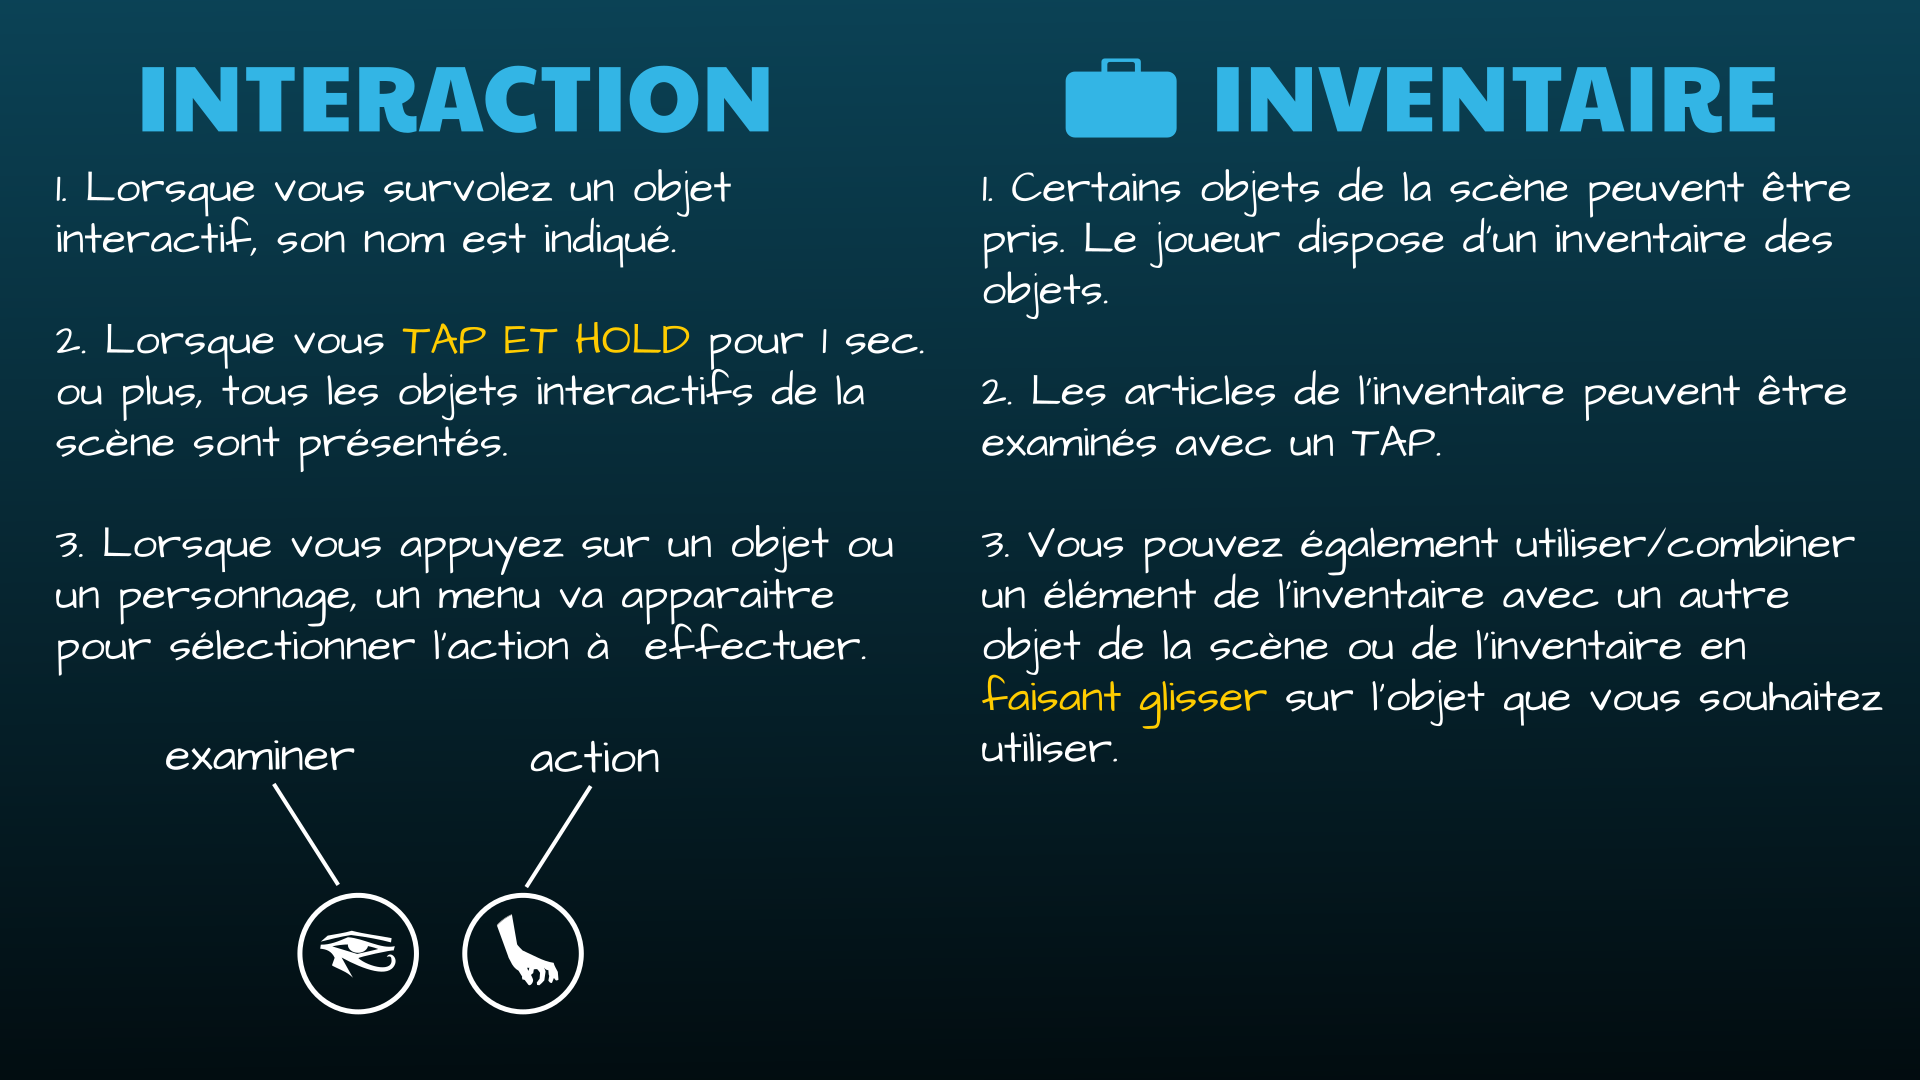 INTERACTION
1. Lorsque vous survolez un objet
interactif, son nom est indiqué.
2. Lorsque vous TAP ET HOLD pour 1 sec.
ou plus, tous les objets interactifs de la
scène sont présentés.
3. Lorsque vous appuyez sur un objet ou
un personnage, un menu va apparaitre
pour sélectionner l'action à  effectuer.
examiner
action
INVENTAIRE
1. Certains objets de la scène peuvent être
pris. Le joueur dispose d'un inventaire des
objets.
2. Les articles de l'inventaire peuvent être
examinés avec un TAP.
3. Vous pouvez également utiliser/combiner
un élément de l'inventaire avec un autre
objet de la scène ou de l'inventaire en
faisant glisser sur l'objet que vous souhaitez
utiliser.